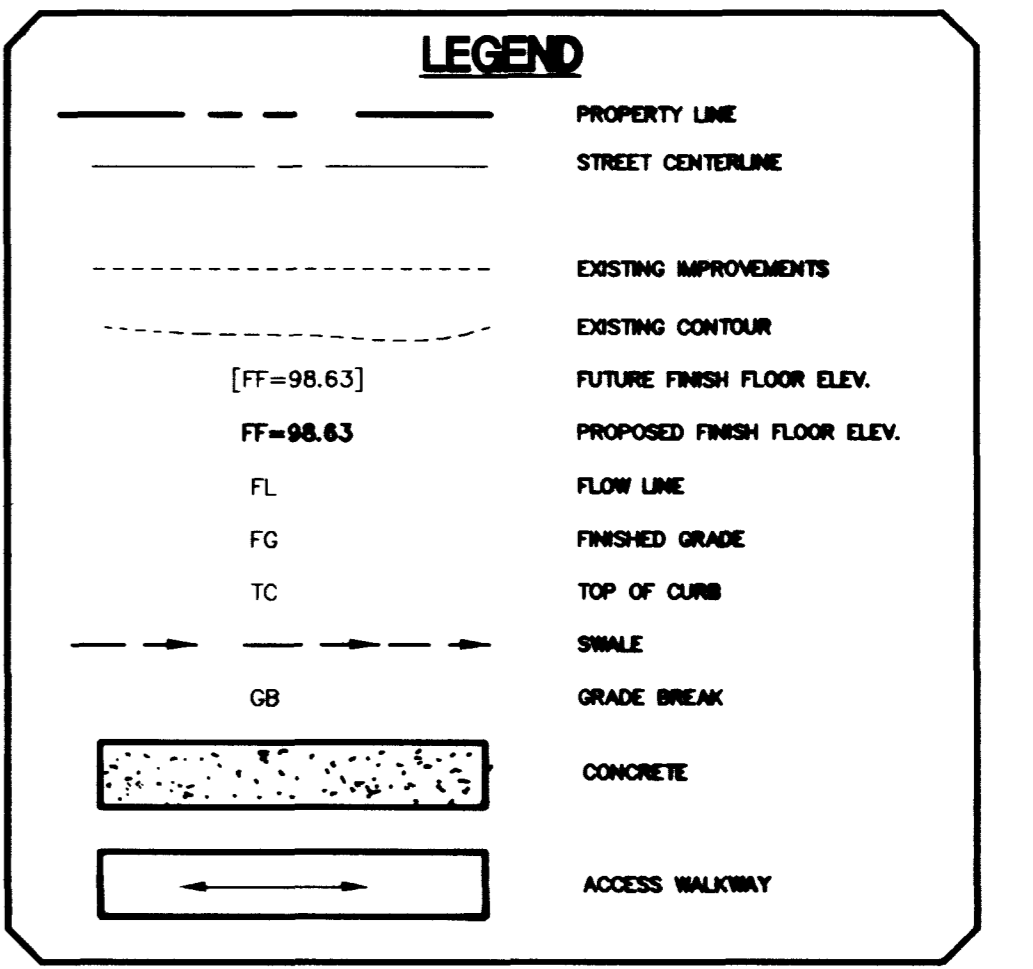 LEGEND
PROPERTY LINE
STREET CENTERLINE
EXISTING IMPROVEMENTS
EXISTING CONTOUR
[FF=98.63] FUTURE FINISH FLOOR ELEV.
FF=98.63 PROPOSED FINISH FLOOR ELEV.
FL FLOW LINE
FG FINISHED GRADE
TC TOP OF CURB
SWALE
GB GRADE BREAK
CONCRETE
ACCESS WALKWAY